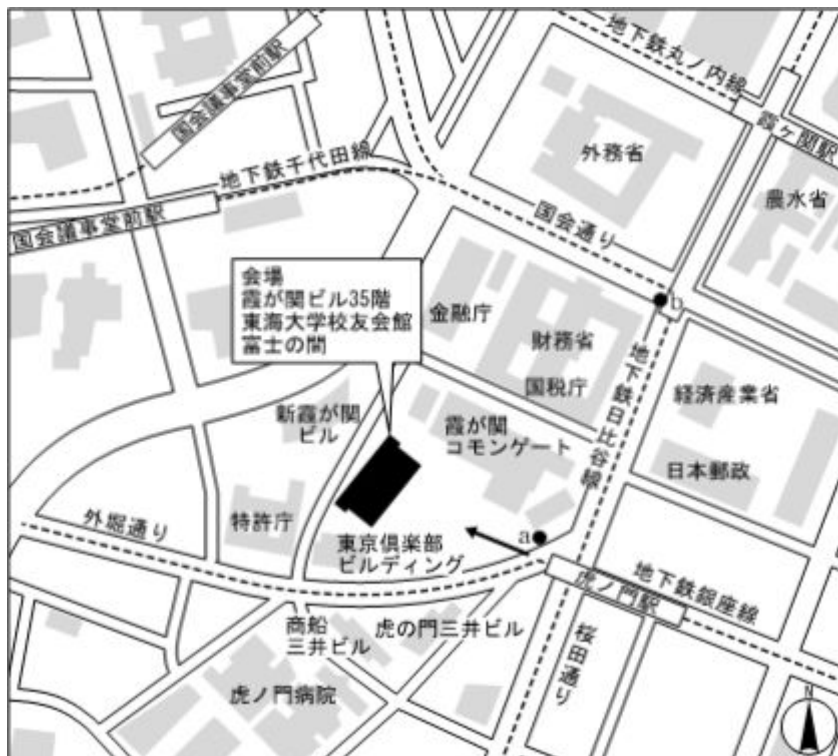 地下鉄丸ノ内線
国会議事堂前駅
霞ヶ関駅
外務省
地下鉄千代田線
農水省
国会通り
国会議事堂前駅
会場
霞が関ビル35階
東海大学校友会館
富士の間
b
金融庁
財務省
国税庁
地下鉄日比谷線
経済産業省
新霞が関
ビル
霞が関
コモンゲート
日本郵政
外堀通り
特許庁
a
東京倶楽部
ビルディング
虎ノ門駅
地下鉄銀座線
商船
三井ビル
虎の門三井ビル
桜田通り
虎ノ門病院
N